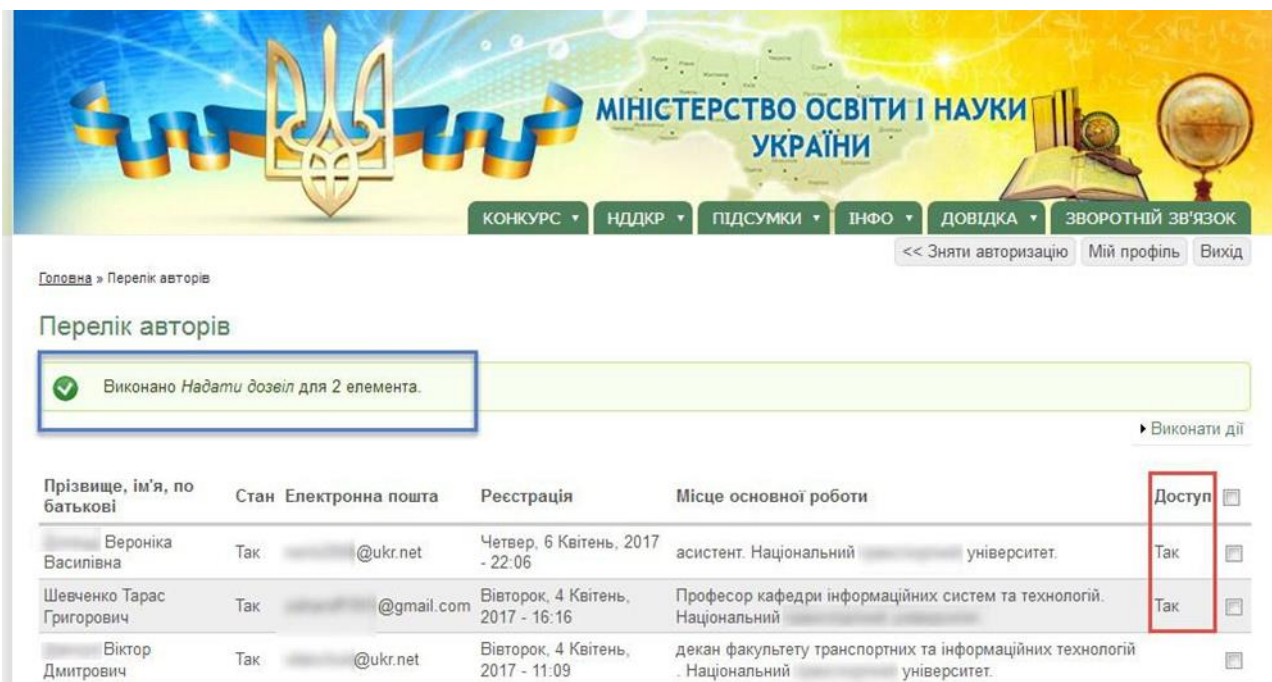 МІНІСТЕРСТВО ОСВІТИ І НАУКИ
УКРАЇНИ
КОНКУРС НДДКР ПІДСУМКИ ІНФО ДОВІДКА ЗВОРОТНІЙ ЗВ'ЯЗОК
<< Зняти авторизацію Мій профіль Вихід
Головна » Перелік авторів
Перелік авторів
Виконано Надати дозвіл для 2 елемента.
Виконати дії
Прізвище, ім'я, по
батькові
Стан Електронна пошта Реєстрація Місце основної роботи Доступ
Вероніка
Василівна
Так @ukr.net
Четвер, 6 Квітень, 2017
- 22:06
асистент. Національний університет.
Так
Шевченко Тарас
Григорович
Так @gmail.com
Вівторок, 4 Квітень,
2017 - 16:16
Професор кафедри інформаційних систем та технологій.
Національний
Так
Віктор
Дмитрович
Так @ukr.net
Вівторок, 4 Квітень,
2017 - 11:09
декан факультету транспортних та інформаційних технологій
. Національний університет.